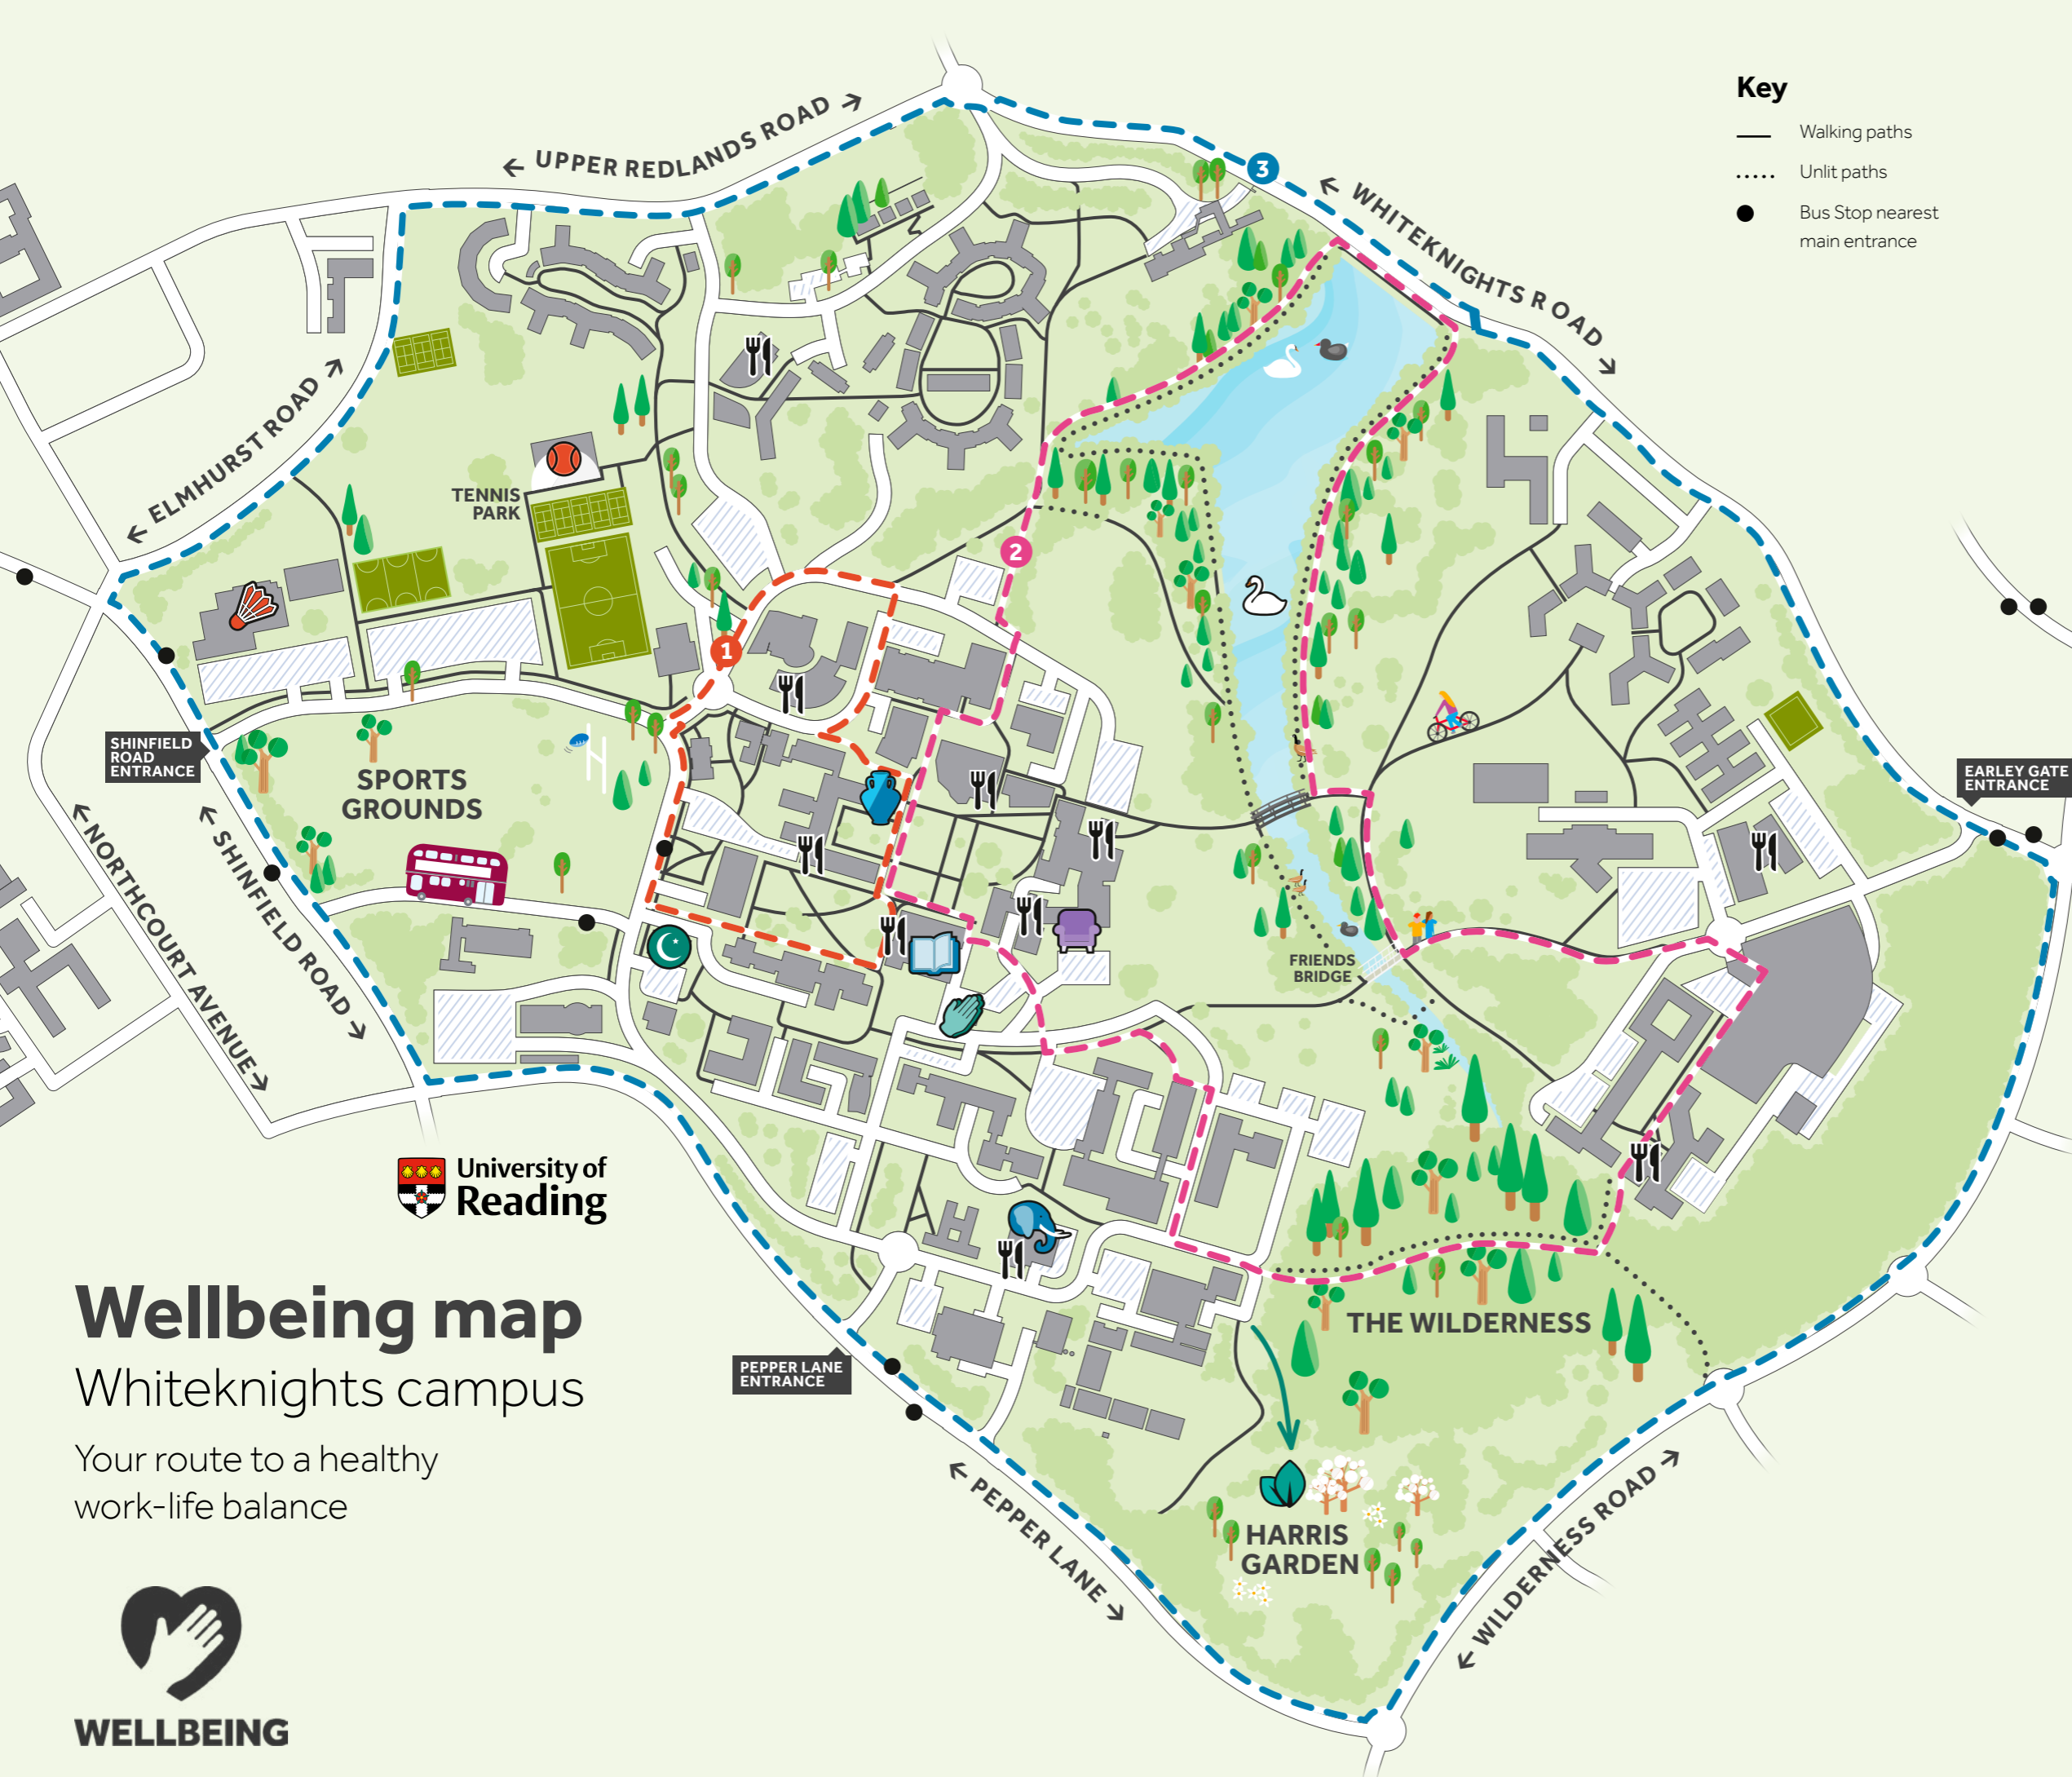 Key
Walking paths
Unlit paths
Bus Stop nearest
main entrance
UPPER REDLANDS ROAD
3
WHITEKNIGHTS ROAD
ELMHURST ROAD
TENNIS
PARK
2
1
SHINFIELD
ROAD
ENTRANCE
SPORTS
GROUNDS
EARLEY GATE
ENTRANCE
NORTHCOURT AVENUE
SHINFIELD ROAD
FRIENDS
BRIDGE
University of
Reading
Wellbeing map
Whiteknights campus
Your route to a healthy
work-life balance
PEPPER LANE
ENTRANCE
THE WILDERNESS
PEPPER LANE
HARRIS
GARDEN
WILDERNESS ROAD
WELLBEING